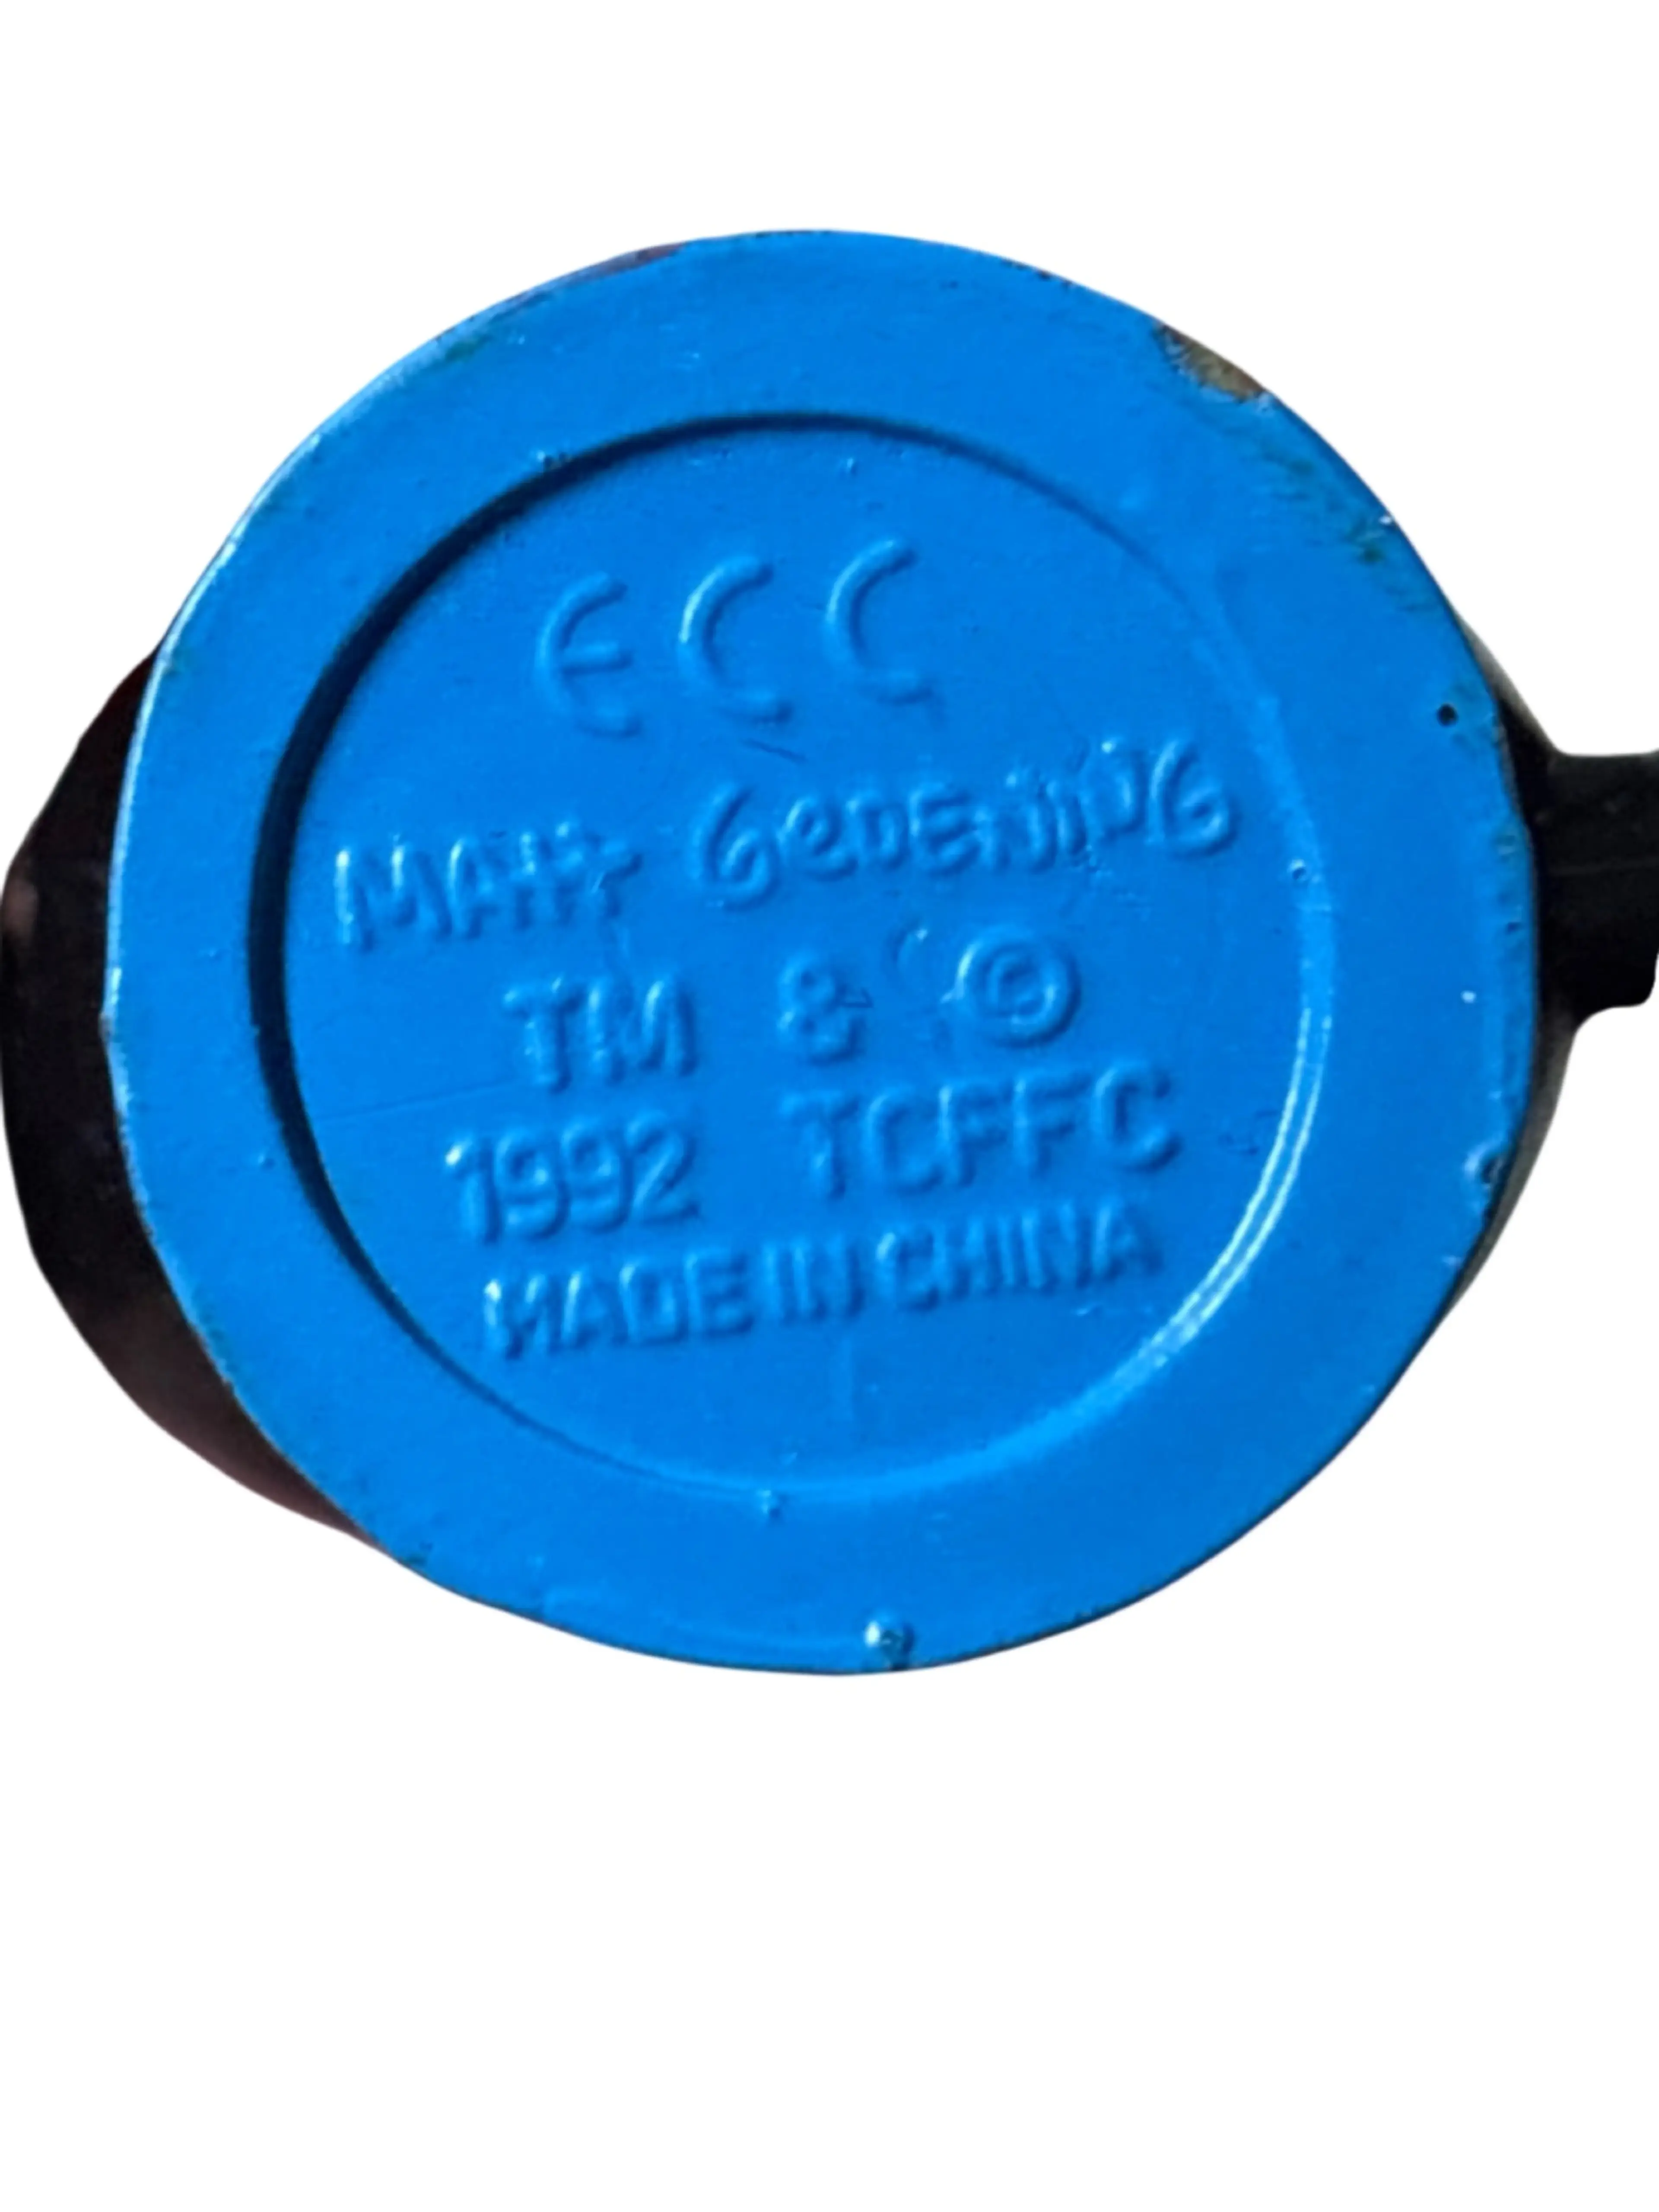 ECC
MATT GROENING
TM & ©
1992 TCFFC
MADE IN CHINA